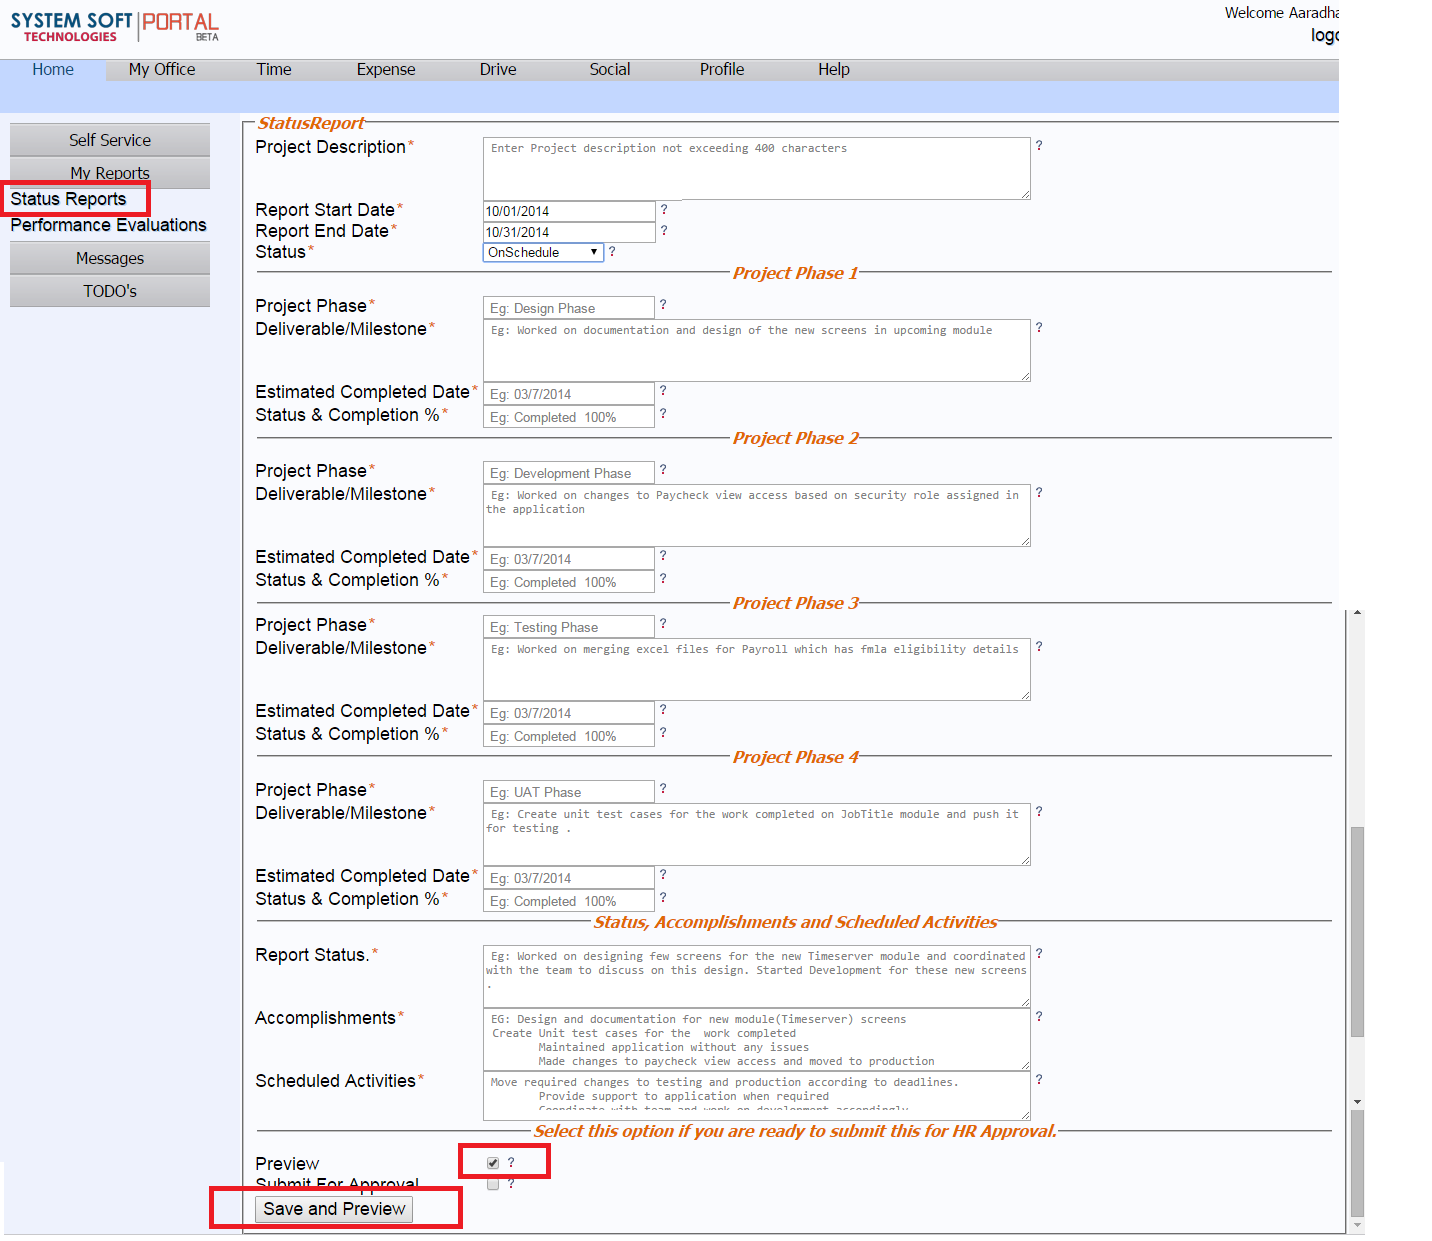 SYSTEM SOFT PORTAL
TECHNOLOGIES BETA
Welcome Aaradha
logo
Home My Office Time Expense Drive Social Profile Help
Self Service
My Reports
Status Reports
Performance Evaluations
Messages
TODO's
StatusReport
Project Description* Enter Project description not exceeding 400 characters ?
Report Start Date* 10/01/2014 ?
Report End Date* 10/31/2014 ?
Status* OnSchedule ?
Project Phase 1
Project Phase* Eg: Design Phase ?
Deliverable/Milestone* Eg: Worked on documentation and design of the new screens in upcoming module ?
Estimated Completed Date* Eg: 03/7/2014 ?
Status & Completion %* Eg: Completed 100% ?
Project Phase 2
Project Phase* Eg: Development Phase ?
Deliverable/Milestone* Eg: Worked on changes to Paycheck view access based on security role assigned in ?
the application
Estimated Completed Date* Eg: 03/7/2014 ?
Status & Completion %* Eg: Completed 100% ?
Project Phase 3
Project Phase* Eg: Testing Phase ?
Deliverable/Milestone* Eg: Worked on merging excel files for Payroll which has fmla eligibility details ?
Estimated Completed Date* Eg: 03/7/2014 ?
Status & Completion %* Eg: Completed 100% ?
Project Phase 4
Project Phase* Eg: UAT Phase ?
Deliverable/Milestone* Eg: Create unit test cases for the work completed on JobTitle module and push it ?
for testing .
Estimated Completed Date* Eg: 03/7/2014 ?
Status & Completion %* Eg: Completed 100% ?
Status, Accomplishments and Scheduled Activities
Report Status.* Eg: Worked on designing few screens for the new Timeserver module and coordinated ?
with the team to discuss on this design. Started Development for these new screens
.
Accomplishments* EG: Design and documentation for new module(Timeserver) screens ?
Create Unit test cases for the work completed
Maintained application without any issues
Made changes to paycheck view access and moved to production
Scheduled Activities* Move required changes to testing and production according to deadlines. ?
Provide support to application when required
Coordinate with team and work on development accordingly
Select this option if you are ready to submit this for HR Approval.
Preview ?
Submit For Approval ?
Save and Preview